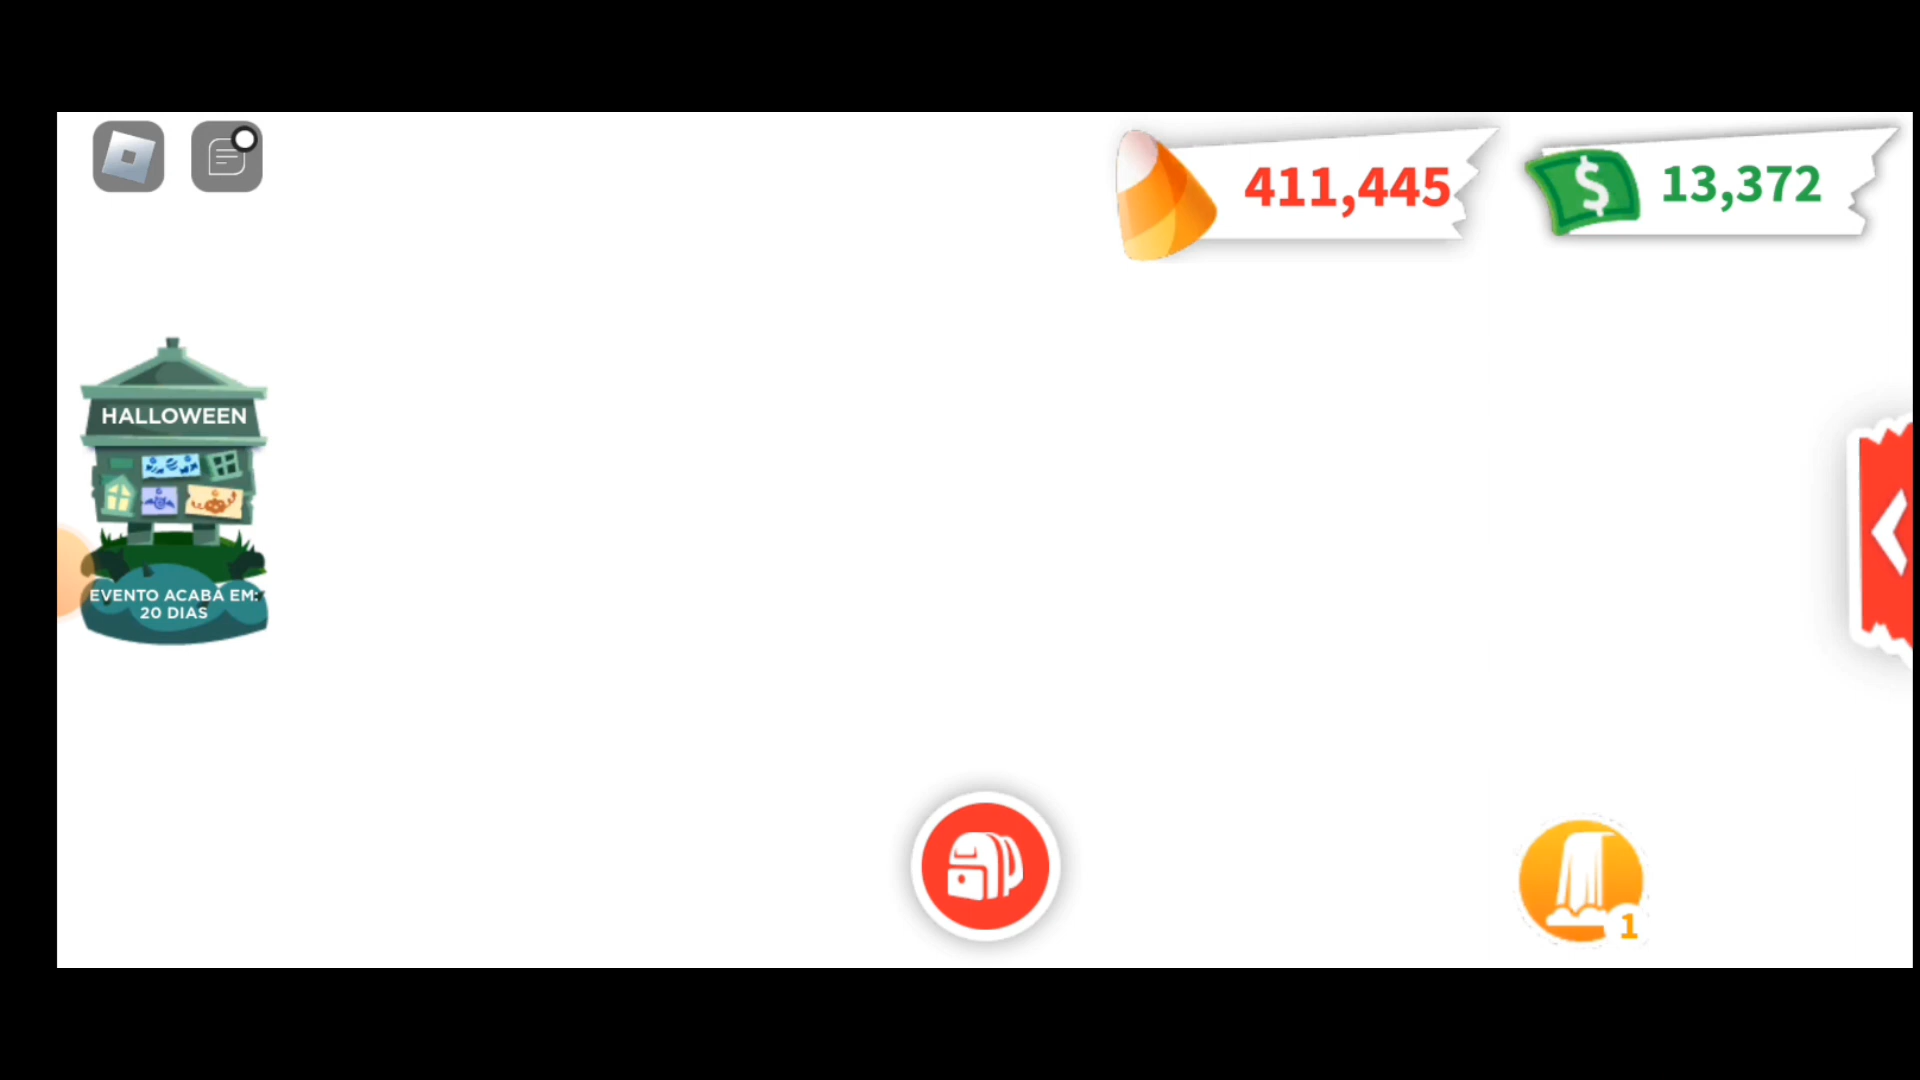 411,445
13,372
HALLOWEEN
EVENTO ACABA EM:
20 DIAS
1